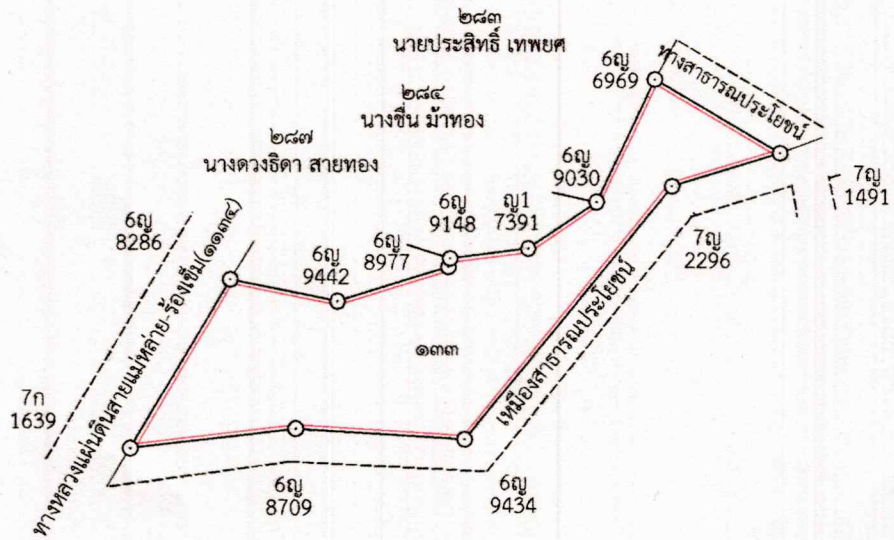 ๒๘๓
นายประสิทธิ์ เทพยศ
ทางสาธารณประโยชน์
6ญ
6969
๒๘๔
นางชื่น ม้าทอง
๒๘๗
นางดวงธิดา สายทอง
6ญ
9030
7ญ
1491
6ญ
9148
ญ1
7391
6ญ
8286
6ญ
8977
6ญ
9442
7ญ
2296
ทางหลวงแผ่นดินสายแม่หล่าย-ร้องเข็ม(๑๑๓๔)
๑๓๓
เหมืองสาธารณประโยชน์
7ก
1639
6ญ
8709
6ญ
9434